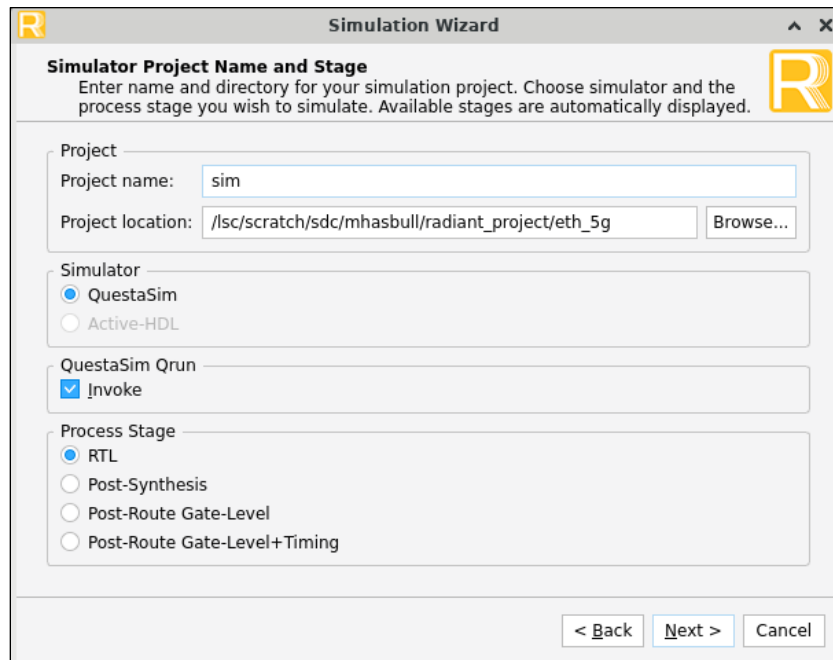 Simulation Wizard
Simulator Project Name and Stage
Enter name and directory for your simulation project. Choose simulator and the
process stage you wish to simulate. Available stages are automatically displayed.
Project
Project name: sim
Project location: /lsc/scratch/sdc/mhasbull/radiant_project/eth_5g Browse...
Simulator
QuestaSim
Active-HDL
QuestaSim Qrun
Invoke
Process Stage
RTL
Post-Synthesis
Post-Route Gate-Level
Post-Route Gate-Level+Timing
< Back Next > Cancel